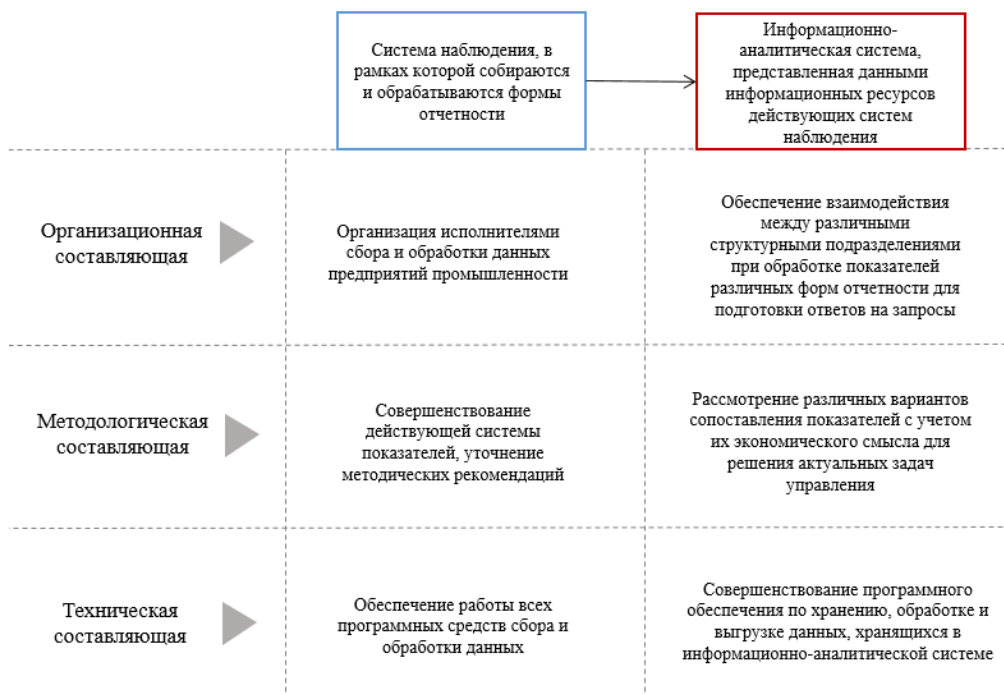 Система наблюдения, в
рамках которой собираются
и обрабатываются формы
отчетности
Информационно-
аналитическая система,
представленная данными
информационных ресурсов
действующих систем
наблюдения
Организационная
составляющая
Организация исполнителями
сбора и обработки данных
предприятий промышленности
Обеспечение взаимодействия
между различными
структурными подразделениями
при обработке показателей
различных форм отчетности для
подготовки ответов на запросы
Методологическая
составляющая
Совершенствование
действующей системы
показателей, уточнение
методических рекомендаций
Рассмотрение различных вариантов
сопоставления показателей с учетом
их экономического смысла для
решения актуальных задач
управления
Техническая
составляющая
Обеспечение работы всех
программных средств сбора и
обработки данных
Совершенствование программного
обеспечения по хранению, обработке и
выгрузке данных, хранящихся в
информационно-аналитической системе